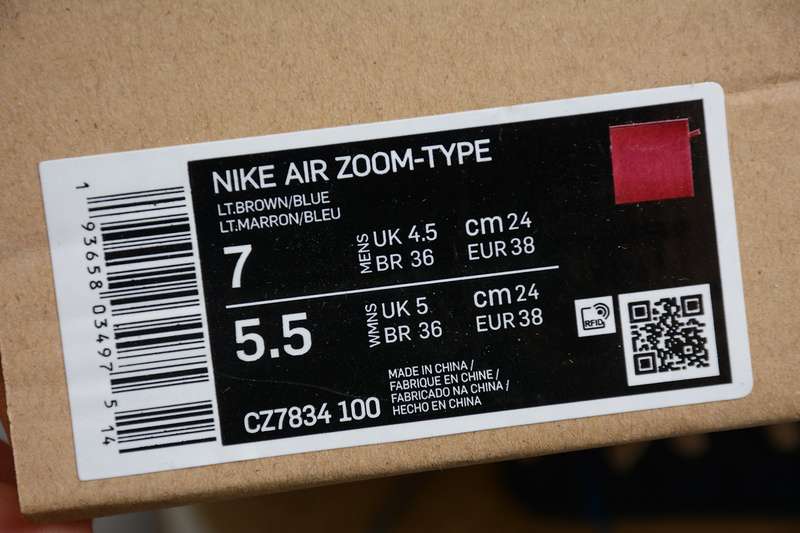 NIKE AIR ZOOM-TYPE
LT.BROWN/BLUE
LT.MARRON/BLEU
7
MENS
UK 4.5
BR 36
cm 24
EUR 38
5.5
WMNS
UK 5
BR 36
cm 24
EUR 38
RFID
CZ7834 100
MADE IN CHINA /
FABRIQUE EN CHINE /
FABRICADO NA CHINA /
HECHO EN CHINA
1 93658 03497 5 14